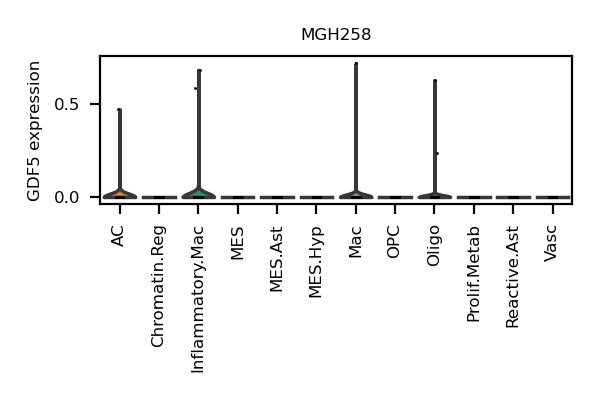 MGH258
GDF5 expression
0.5
0.0
AC
Chromatin.Reg
Inflammatory.Mac
MES
MES.Ast
MES.Hyp
Mac
OPC
Oligo
Prolif.Metab
Reactive.Ast
Vasc